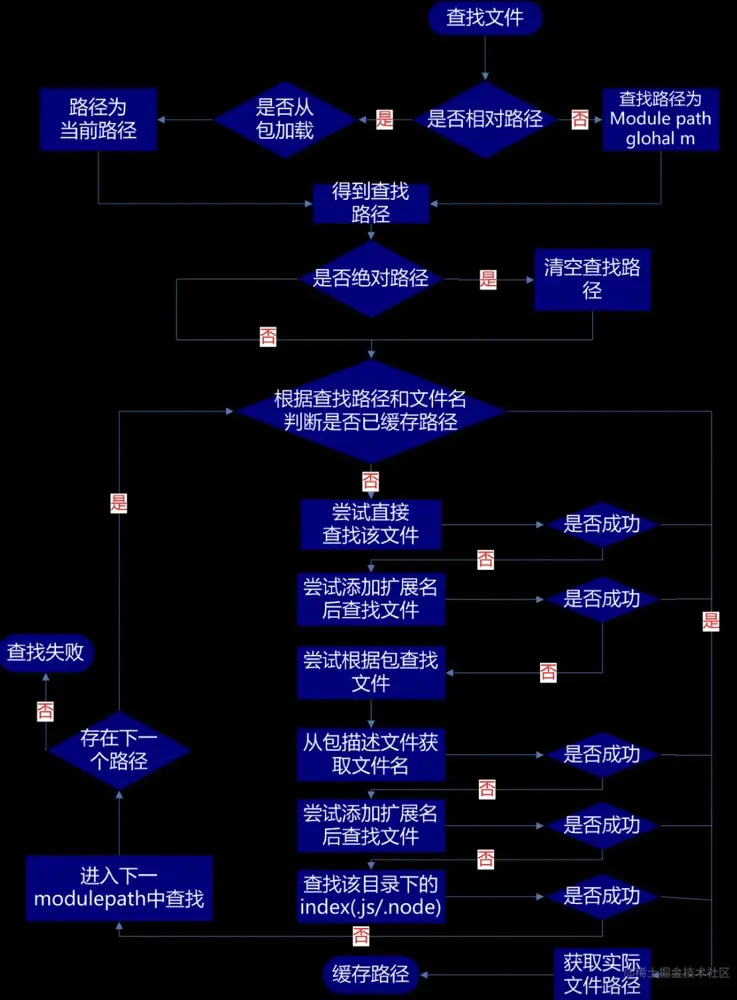 查找文件
路径为
当前路径
是否从
包加载
是
是否相对路径
否
查找路径为
Module path
glohal m
得到查找
路径
是否绝对路径
是
清空查找路
径
否
根据查找路径和文件名
判断是否已缓存路径
否
是
尝试直接
查找该文件
是否成功
否
尝试添加扩展名
后查找文件
是否成功
是
查找失败
尝试根据包查找
文件
否
否
存在下一
个路径
从包描述文件获
取文件名
是否成功
否
尝试添加扩展名
后查找文件
是否成功
否
进入下一
modulepath中查找
查找该目录下的
index(.js/.node)
是否成功
否
缓存路径
获取实际
文件路径
@稀土掘金技术社区